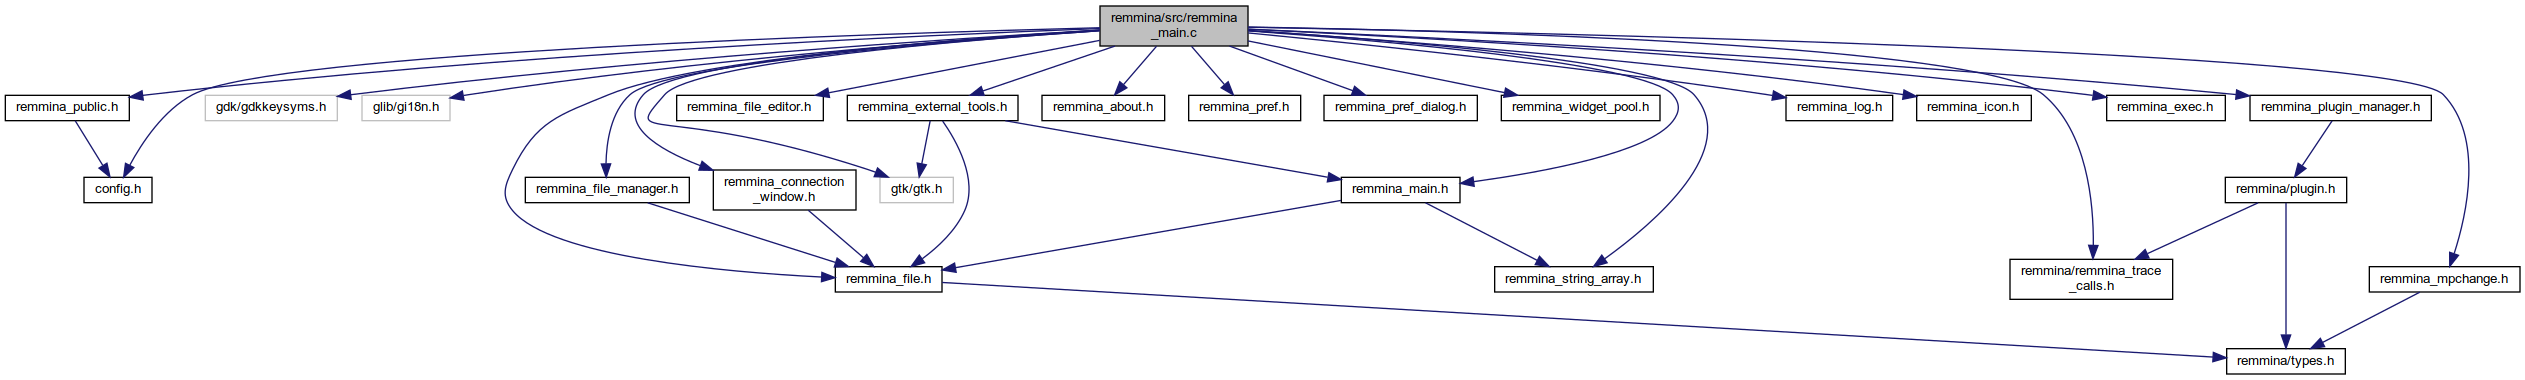 remmina/src/remmina
_main.c
remmina_public.h
gdk/gdkkeysyms.h
glib/gi18n.h
remmina_file_editor.h
remmina_external_tools.h
remmina_about.h
remmina_pref.h
remmina_pref_dialog.h
remmina_widget_pool.h
remmina_log.h
remmina_icon.h
remmina_exec.h
remmina_plugin_manager.h
config.h
remmina_file_manager.h
remmina_connection
_window.h
gtk/gtk.h
remmina_main.h
remmina/plugin.h
remmina_file.h
remmina_string_array.h
remmina/remmina_trace
_calls.h
remmina_mpchange.h
remmina/types.h